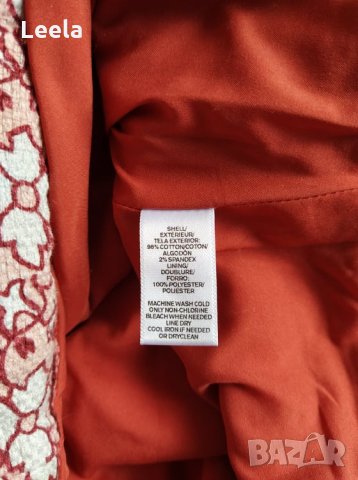 Leela
SHELL/
EXTERIEUR/
TELA EXTERIOR:
98% COTTON/COTON/
ALGODÓN
2% SPANDEX
LINING/
DOUBLURE/
FORRO:
100% POLYESTER/
POLIESTER
MACHINE WASH COLD
ONLY NON-CHLORINE
BLEACH WHEN NEEDED
LINE DRY
COOL IRON IF NEEDED
OR DRYCLEAN
BAZAR